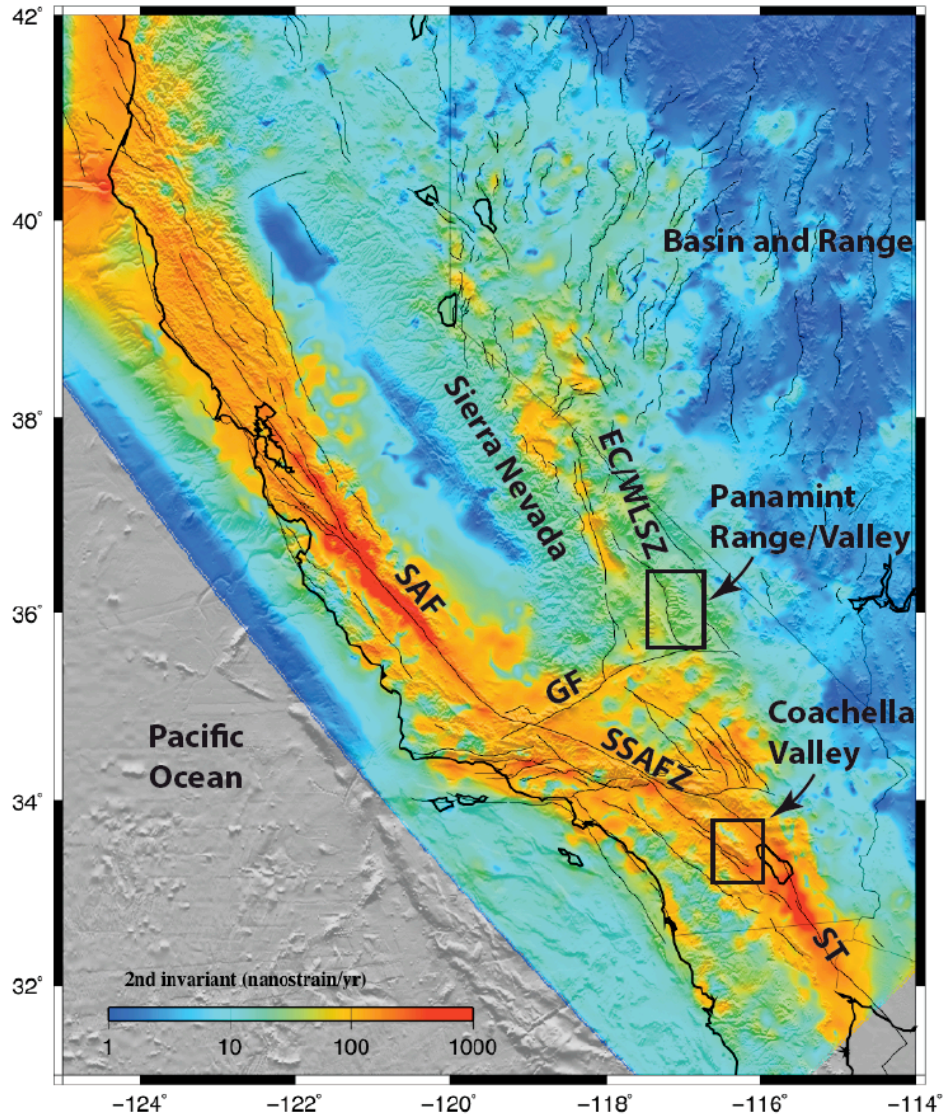 42˚
40˚
Basin and Range
38˚
Sierra Nevada
EC/WLSZ
Panamint
Range/Valley
36˚
SAF
GF
Coachella
Valley
SSAFZ
Pacific
Ocean
34˚
ST
32˚
2nd invariant (nanostrain/yr)
1 10 100 1000
−124˚ −122˚ −120˚ −118˚ −116˚ −114˚